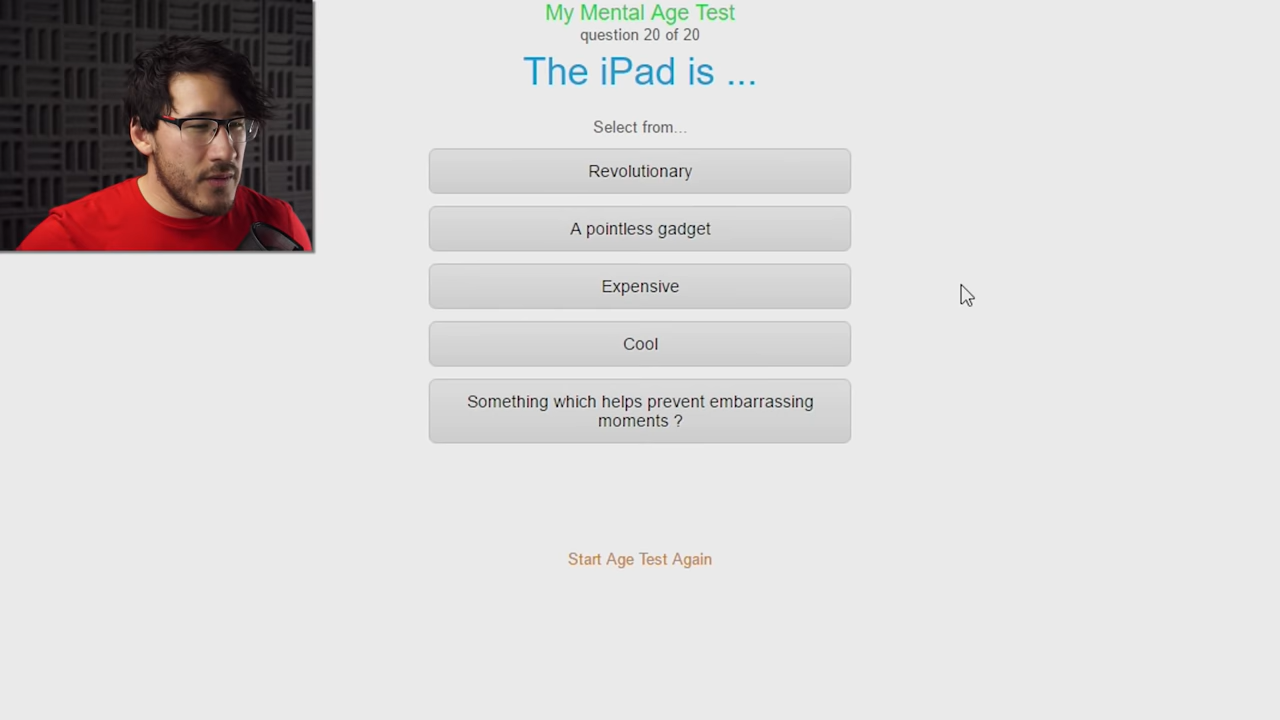 My Mental Age Test
question 20 of 20
The iPad is ...
Select from...
Revolutionary
A pointless gadget
Expensive
Cool
Something which helps prevent embarrassing
moments ?
Start Age Test Again